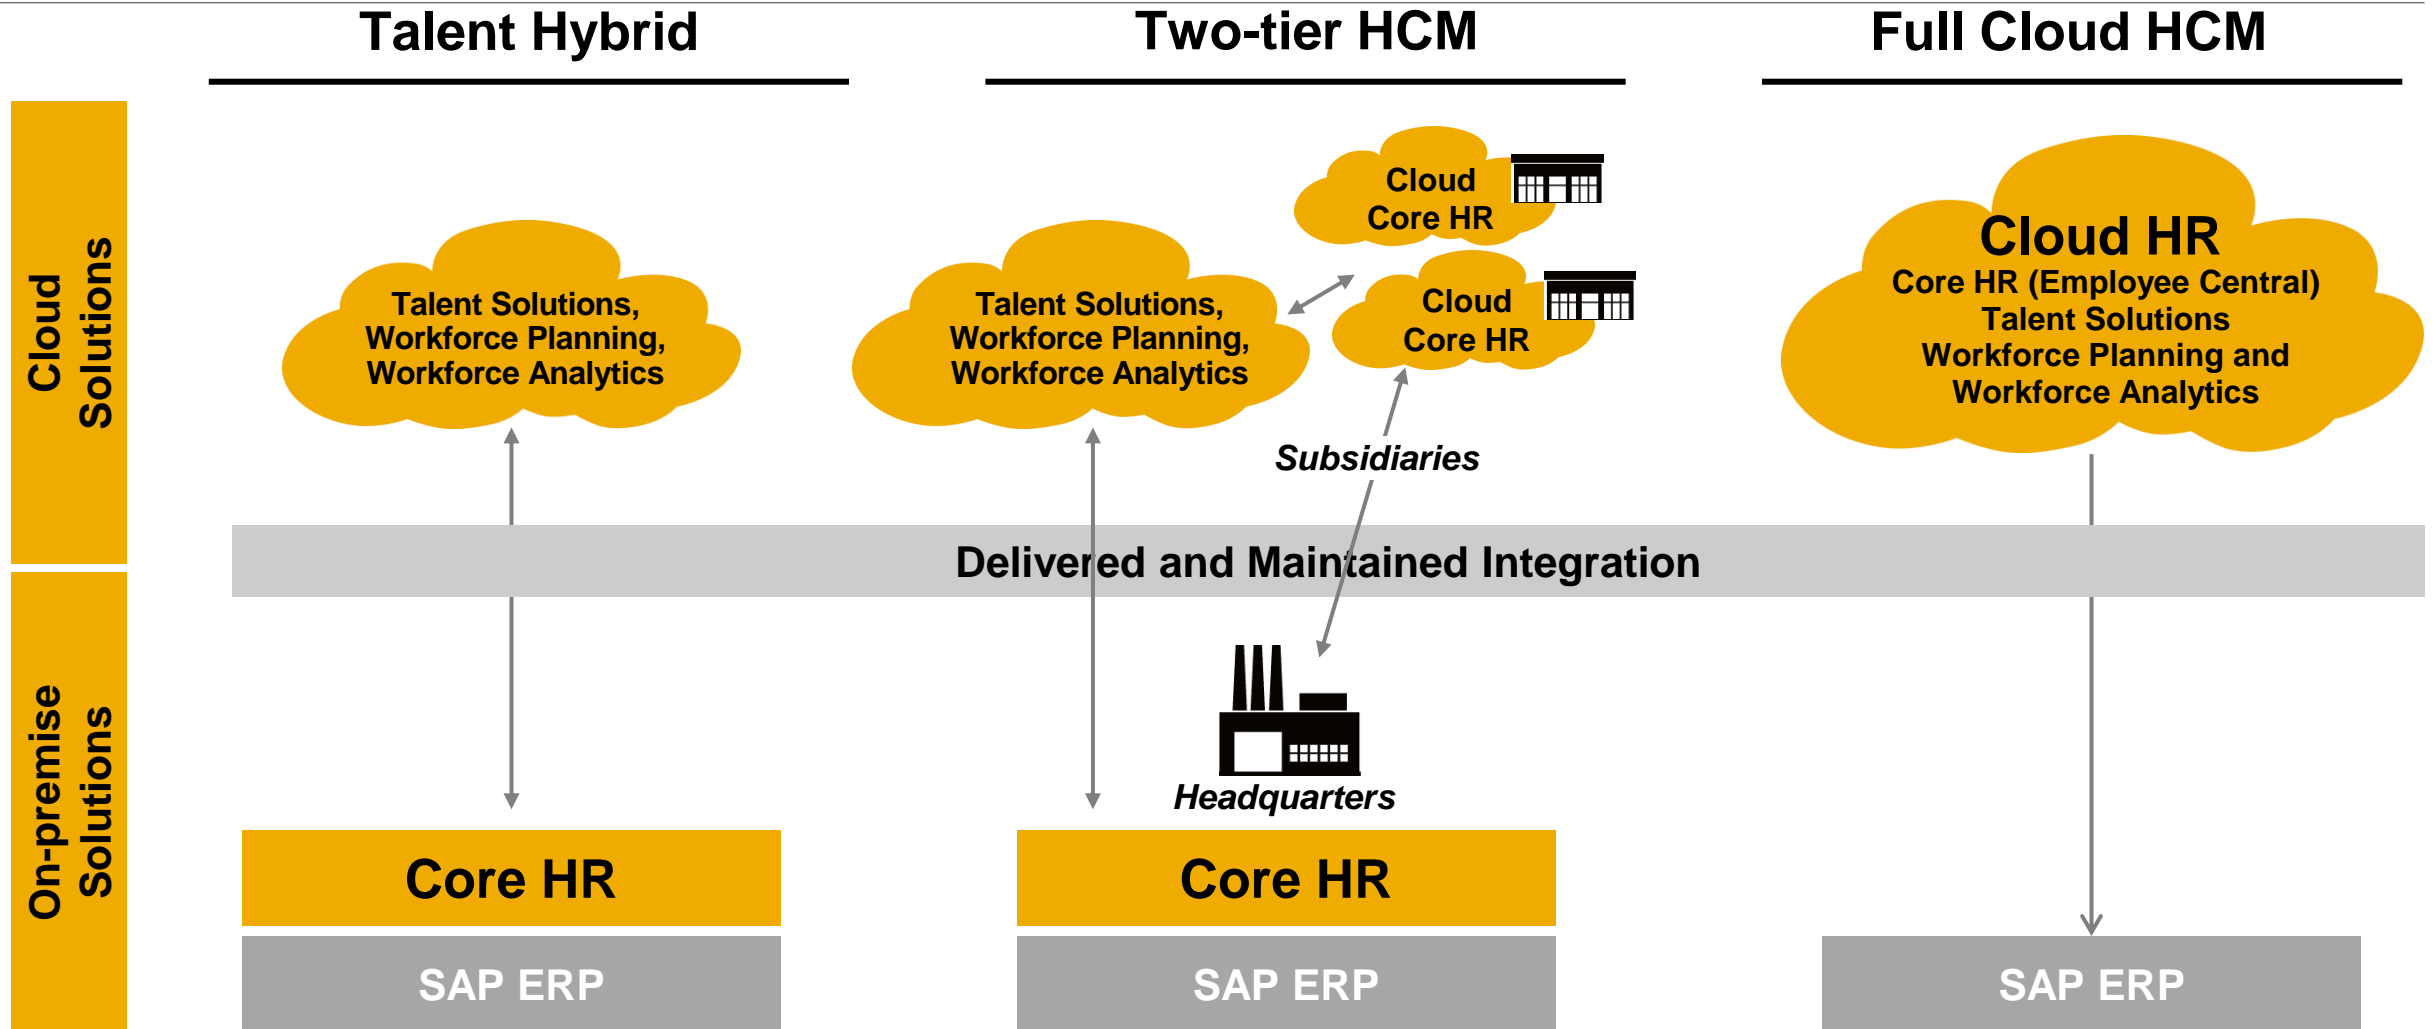 Talent Hybrid
Two-tier HCM
Full Cloud HCM
Cloud
Solutions
On-premise
Solutions
Talent Solutions,
Workforce Planning,
Workforce Analytics
Talent Solutions,
Workforce Planning,
Workforce Analytics
Cloud
Core HR
Cloud
Core HR
Subsidiaries
Cloud HR
Core HR (Employee Central)
Talent Solutions
Workforce Planning and
Workforce Analytics
Delivered and Maintained Integration
Headquarters
Core HR
SAP ERP
Core HR
SAP ERP
SAP ERP